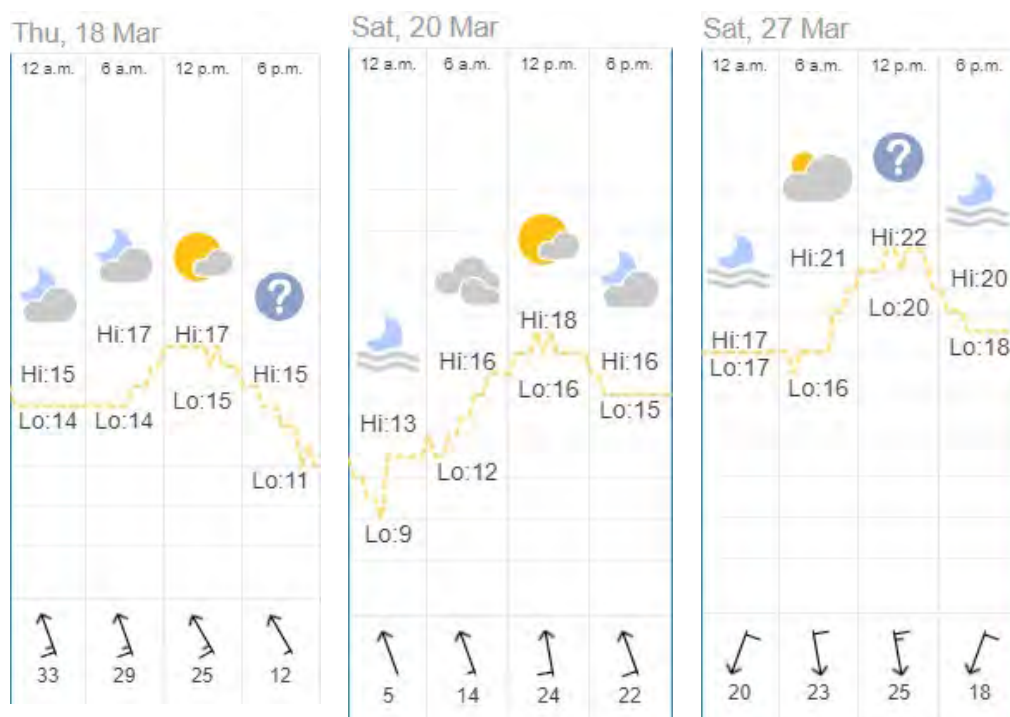 Thu, 18 Mar
12 a.m. 6 a.m. 12 p.m. 6 p.m.
?
Hi:17 Hi:17
Hi:15 Hi:15
Lo:15
Lo:14 Lo:14
Lo:11
33 29 25 12
Sat, 20 Mar
12 a.m. 6 a.m. 12 p.m. 6 p.m.
Hi:18
Hi:16 Hi:16
Lo:16
Lo:15
Hi:13
Lo:12
Lo:9
5 14 24 22
Sat, 27 Mar
12 a.m. 6 a.m. 12 p.m. 6 p.m.
?
Hi:22
Hi:21
Hi:20
Lo:20
Hi:17
Lo:18
Lo:17
Lo:16
20 23 25 18